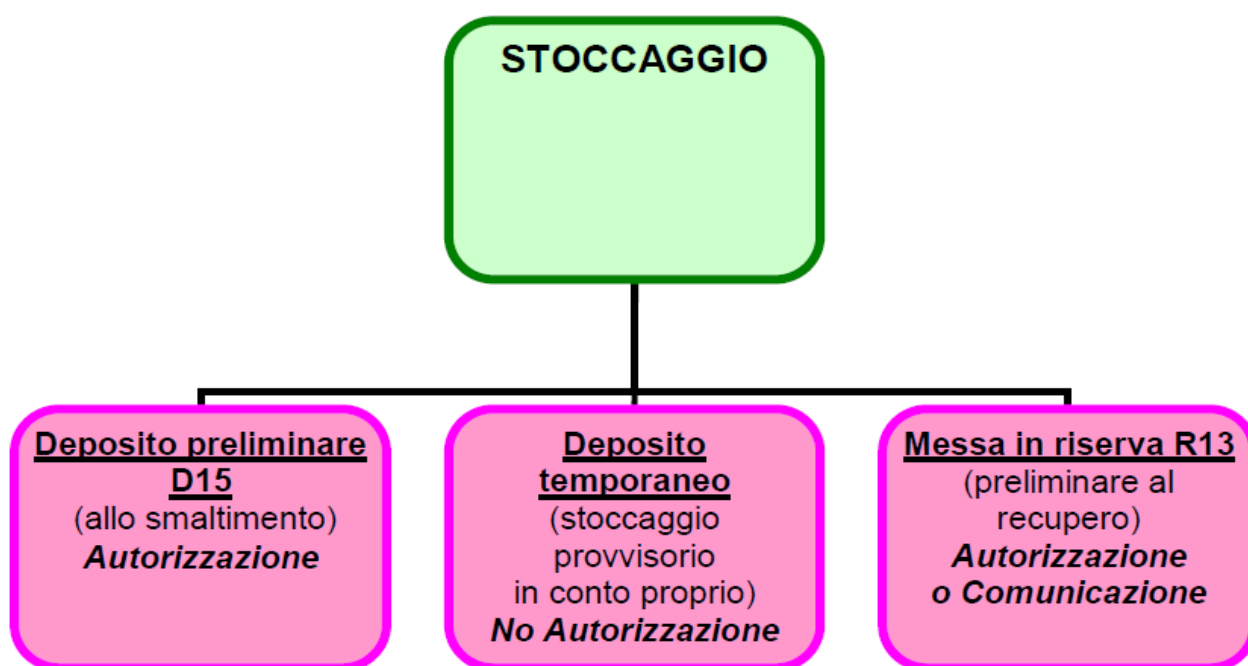 STOCCAGGIO
Deposito preliminare
D15
(allo smaltimento)
Autorizzazione
Deposito
temporaneo
(stoccaggio
provvisorio
in conto proprio)
No Autorizzazione
Messa in riserva R13
(preliminare al
recupero)
Autorizzazione
o Comunicazione